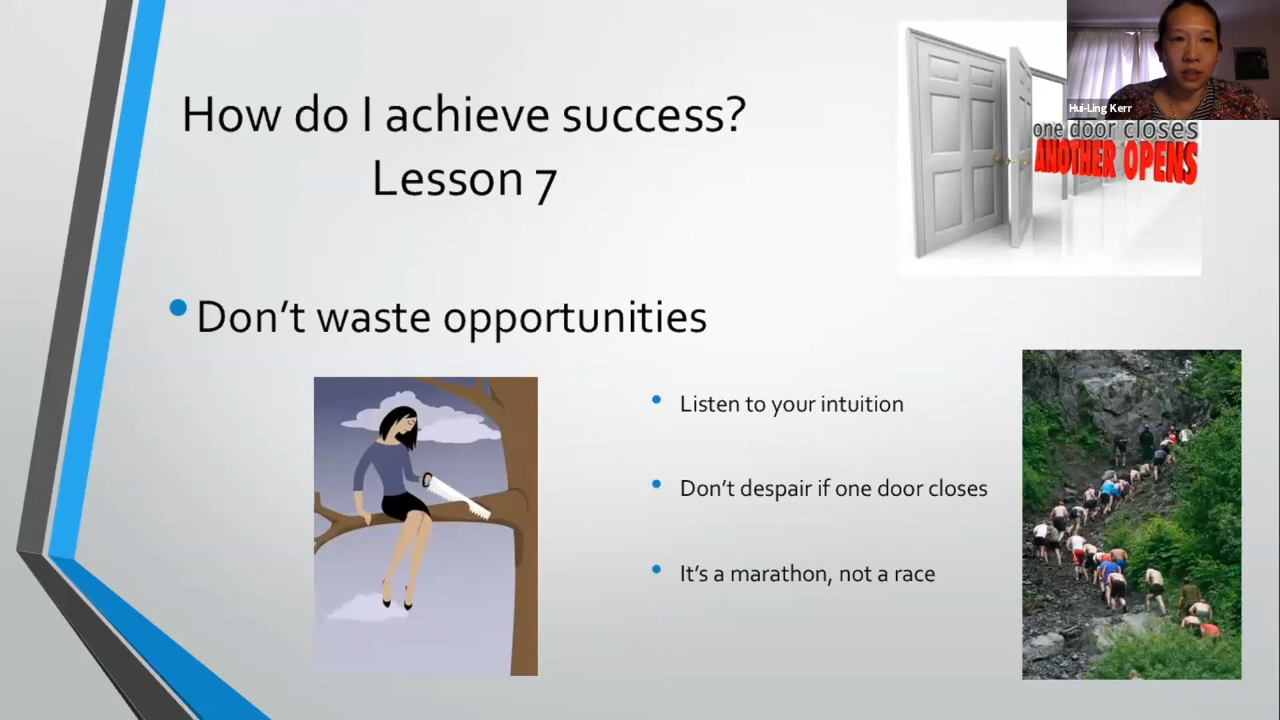 How do I achieve success?
Lesson 7
Hui-Ling Kerr
one door closes
ANOTHER OPENS
Don’t waste opportunities
Listen to your intuition
Don’t despair if one door closes
It’s a marathon, not a race